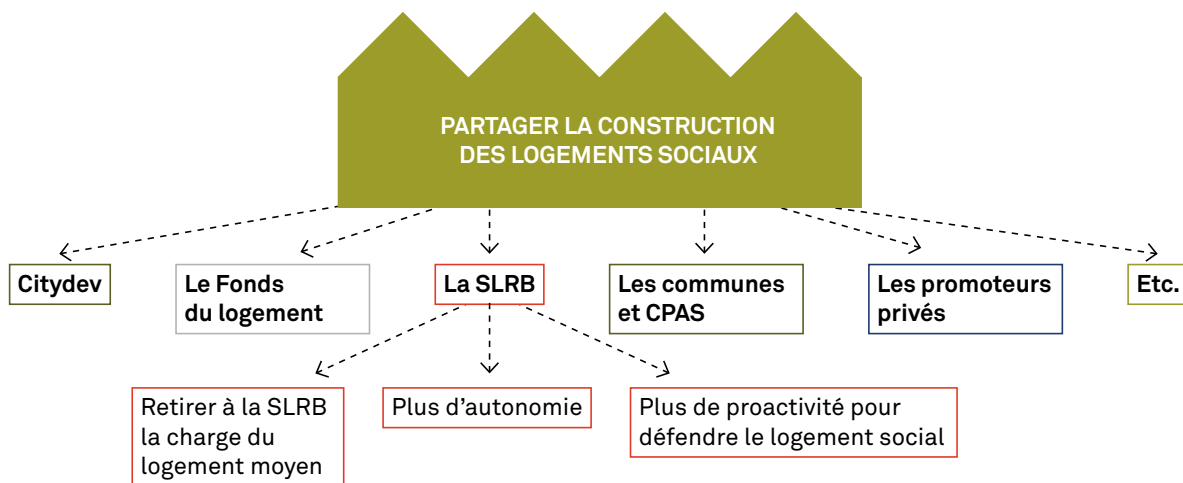 PARTAGER LA CONSTRUCTION
DES LOGEMENTS SOCIAUX
Citydev
Le Fonds
du logement
La SLRB
Les communes
et CPAS
Les promoteurs
privés
Etc.
Retirer à la SLRB
la charge du
logement moyen
Plus d’autonomie
Plus de proactivité pour
défendre le logement social